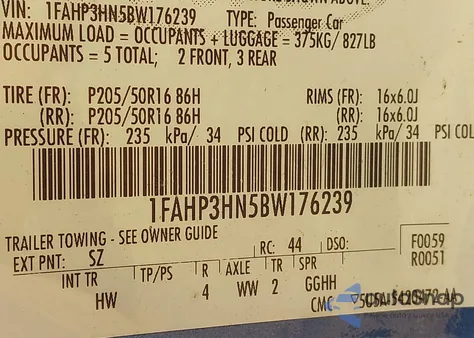 VIN: 1FAHP3HN5BW176239 TYPE: Passenger Car
MAXIMUM LOAD = OCCUPANTS + LUGGAGE = 375KG/ 827LB
OCCUPANTS = 5 TOTAL; 2 FRONT, 3 REAR
TIRE (FR): P205/50R16 86H RIMS (FR): 16x6.0J
(RR): P205/50R16 86H (RR): 16x6.0J
PRESSURE (FR): 235 kPa/ 34 PSI COLD (RR): 235 kPa/ 34 PSI COL
1FAHP3HN5BW176239
TRAILER TOWING - SEE OWNER GUIDE
RC: 44 DSO: F0059
EXT PNT: SZ R0051
INT TR TP/PS R AXLE TR SPR
HW 4 WW 2 GGHH
CMC